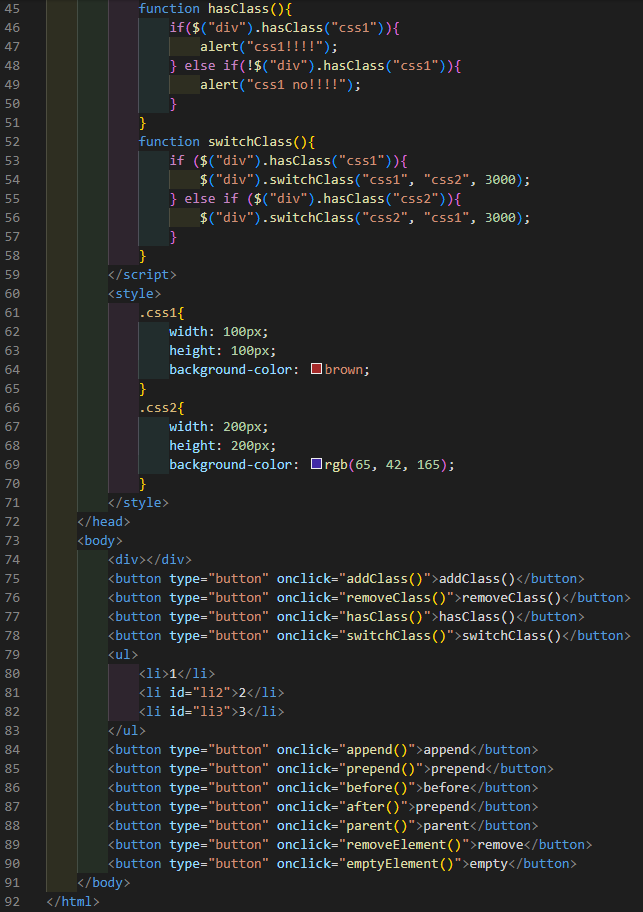 45 function hasClass(){
46 if($("div").hasClass("css1")){
47 alert("css1!!!!");
48 } else if(!$("div").hasClass("css1")){
49 alert("css1 no!!!!");
50 }
51 }
52 function switchClass(){
53 if ($("div").hasClass("css1")){
54 $("div").switchClass("css1", "css2", 3000);
55 } else if ($("div").hasClass("css2")){
56 $("div").switchClass("css2", "css1", 3000);
57 }
58 }
59 </script>
60 <style>
61 .css1{
62 width: 100px;
63 height: 100px;
64 background-color: brown;
65 }
66 .css2{
67 width: 200px;
68 height: 200px;
69 background-color: rgb(65, 42, 165);
70 }
71 </style>
72 </head>
73 <body>
74 <div></div>
75 <button type="button" onclick="addClass()">addClass()</button>
76 <button type="button" onclick="removeClass()">removeClass()</button>
77 <button type="button" onclick="hasClass()">hasClass()</button>
78 <button type="button" onclick="switchClass()">switchClass()</button>
79 <ul>
80 <li>1</li>
81 <li id="li2">2</li>
82 <li id="li3">3</li>
83 </ul>
84 <button type="button" onclick="append()">append</button>
85 <button type="button" onclick="prepend()">prepend</button>
86 <button type="button" onclick="before()">before</button>
87 <button type="button" onclick="after()">prepend</button>
88 <button type="button" onclick="parent()">parent</button>
89 <button type="button" onclick="removeElement()">remove</button>
90 <button type="button" onclick="emptyElement()">empty</button>
91 </body>
92 </html>